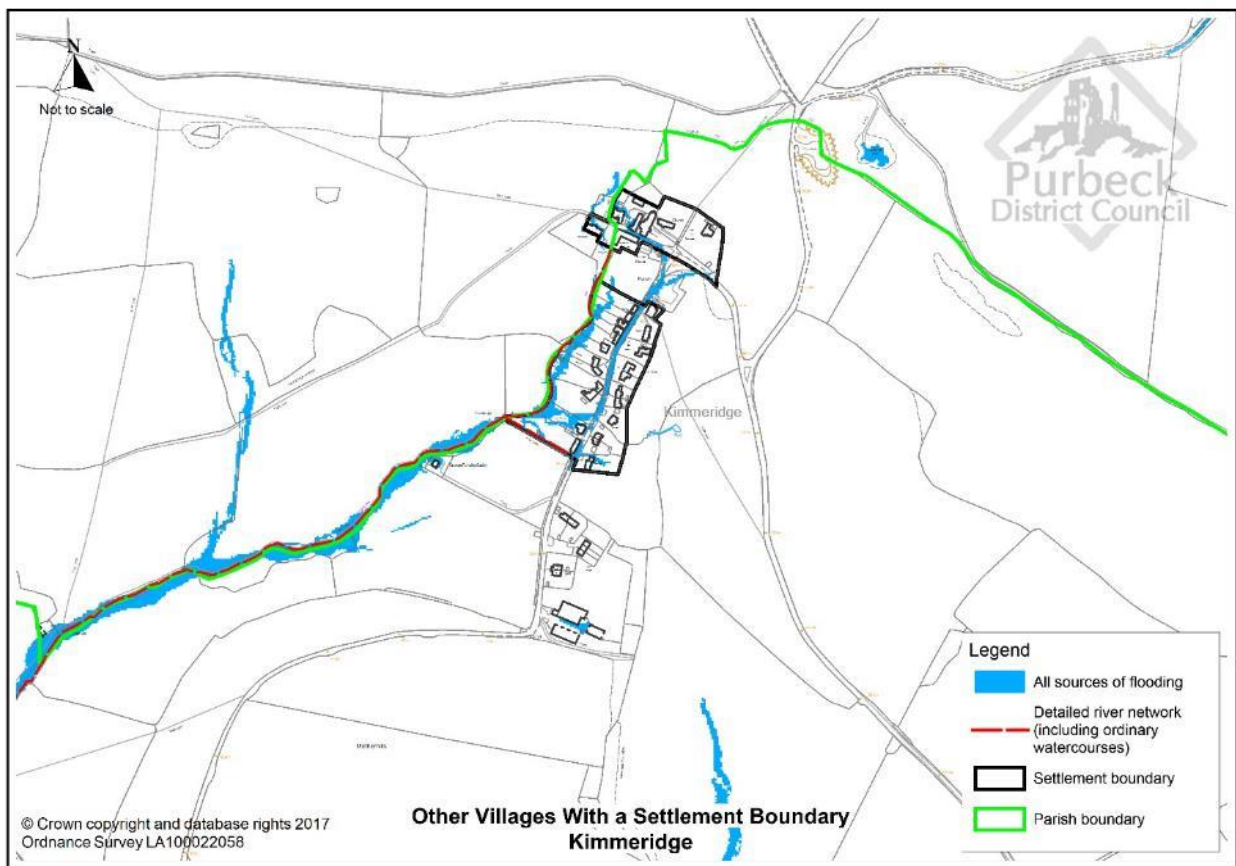 N
Not to scale
Purbeck
District Council
Kimmeridge
Legend
All sources of flooding
Detailed river network
(including ordinary
watercourses)
Settlement boundary
Parish boundary
Other Villages With a Settlement Boundary
Kimmeridge
© Crown copyright and database rights 2017
Ordnance Survey LA100022058